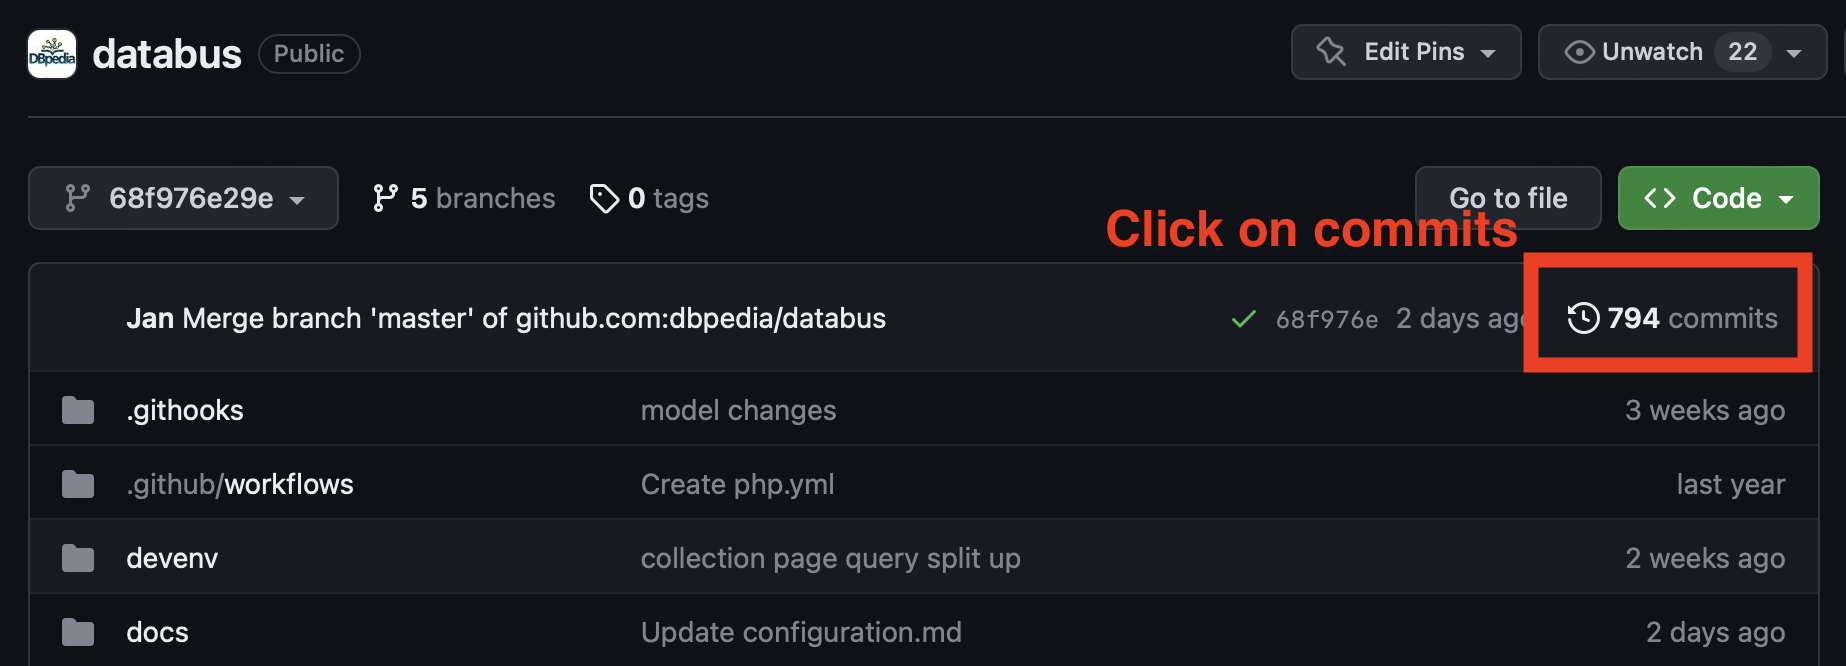 DBpedia databus Public Edit Pins Unwatch 22
68f976e29e 5 branches 0 tags Go to file Code
Click on commits
Jan Merge branch 'master' of github.com:dbpedia/databus 68f976e 2 days ago 794 commits
.githooks model changes 3 weeks ago
.github/workflows Create php.yml last year
devenv collection page query split up 2 weeks ago
docs Update configuration.md 2 days ago